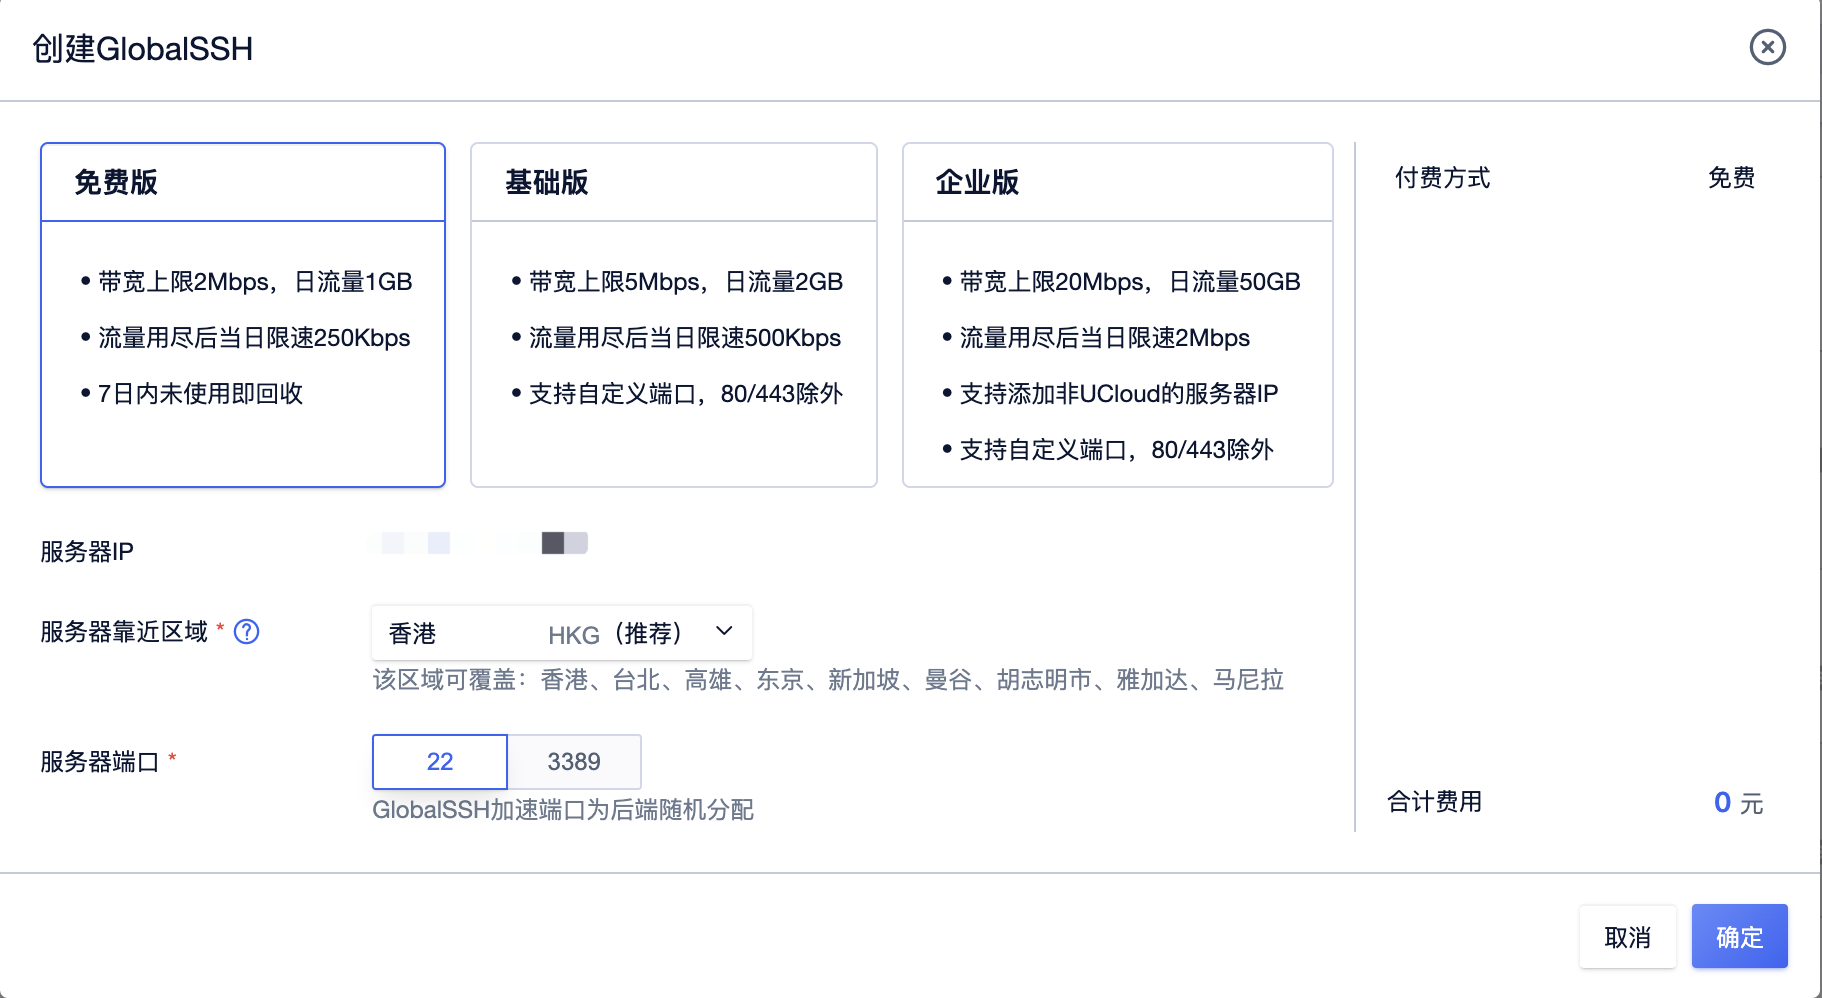 创建GlobalSSH
免费版
• 带宽上限2Mbps，日流量1GB
• 流量用尽后当日限速250Kbps
• 7日内未使用即回收
基础版
• 带宽上限5Mbps，日流量2GB
• 流量用尽后当日限速500Kbps
• 支持自定义端口，80/443除外
企业版
• 带宽上限20Mbps，日流量50GB
• 流量用尽后当日限速2Mbps
• 支持添加非UCloud的服务器IP
• 支持自定义端口，80/443除外
付费方式 免费
服务器IP
服务器靠近区域 * ? 香港 HKG（推荐）
该区域可覆盖：香港、台北、高雄、东京、新加坡、曼谷、胡志明市、雅加达、马尼拉
服务器端口 * 22 3389
GlobalSSH加速端口为后端随机分配
合计费用 0 元
取消 确定